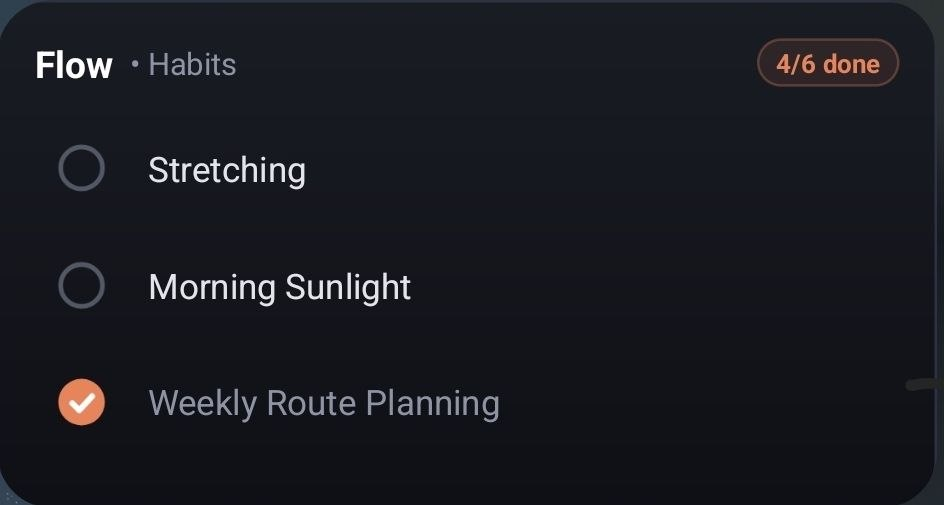 Flow • Habits 4/6 done
Stretching
Morning Sunlight
Weekly Route Planning